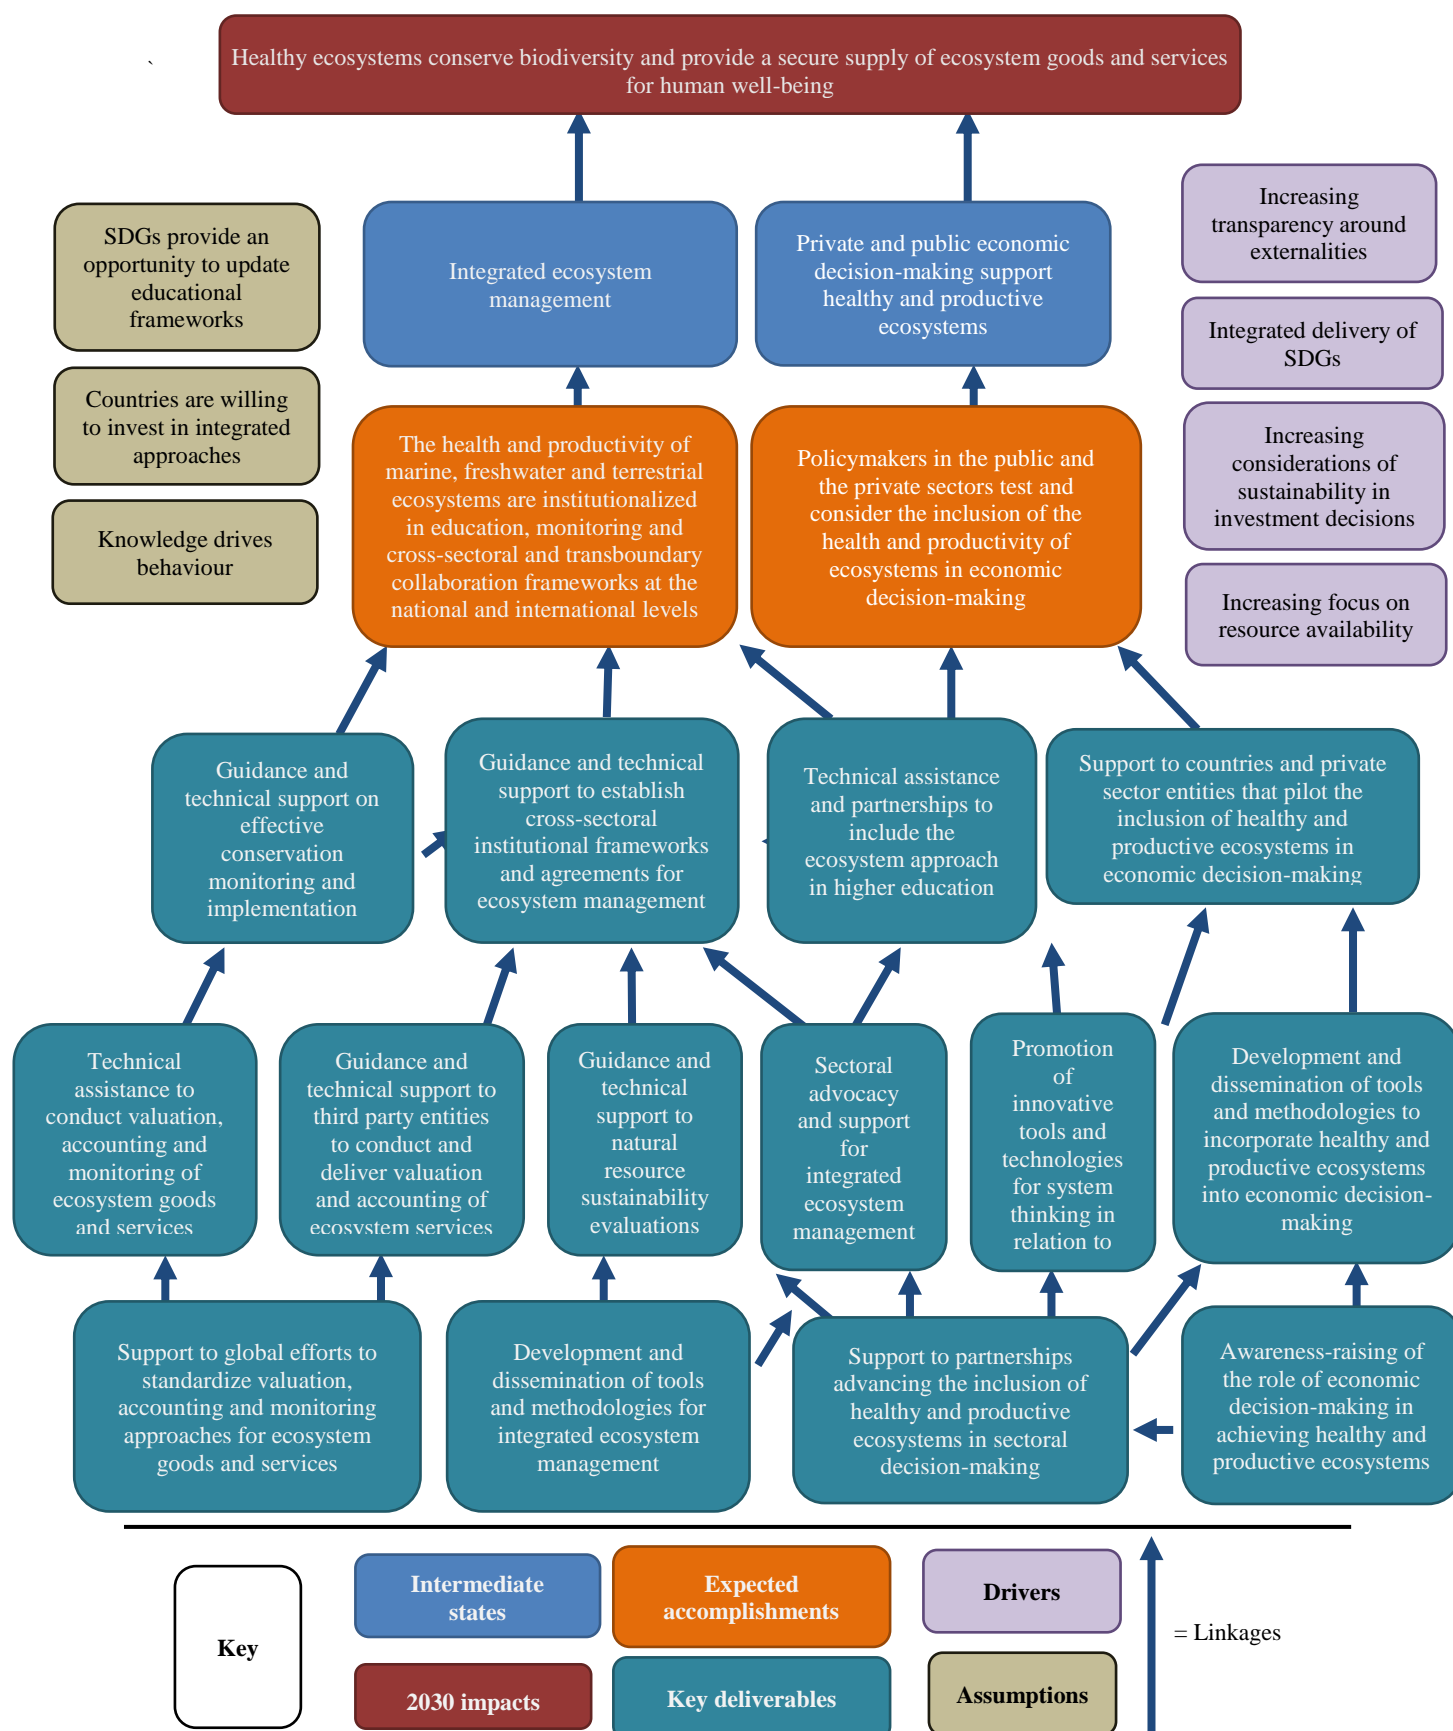 Healthy ecosystems conserve biodiversity and provide a secure supply of ecosystem goods and services
for human well-being
`
SDGs provide an
opportunity to update
educational
frameworks
Countries are willing
to invest in integrated
approaches
Knowledge drives
behaviour
Integrated ecosystem
management
Private and public economic
decision-making support
healthy and productive
ecosystems
Increasing
transparency around
externalities
Integrated delivery of
SDGs
Increasing
considerations of
sustainability in
investment decisions
Increasing focus on
resource availability
The health and productivity of
marine, freshwater and terrestrial
ecosystems are institutionalized
in education, monitoring and
cross-sectoral and transboundary
collaboration frameworks at the
national and international levels
Policymakers in the public and
the private sectors test and
consider the inclusion of the
health and productivity of
ecosystems in economic
decision-making
Guidance and
technical support on
effective
conservation
monitoring and
implementation
Guidance and technical
support to establish
cross-sectoral
institutional frameworks
and agreements for
ecosystem management
Technical assistance
and partnerships to
include the
ecosystem approach
in higher education
Support to countries and private
sector entities that pilot the
inclusion of healthy and
productive ecosystems in
economic decision-making
Technical
assistance to
conduct valuation,
accounting and
monitoring of
ecosystem goods
and services
Guidance and
technical support to
third party entities
to conduct and
deliver valuation
and accounting of
ecosystem services
Guidance and
technical
support to
natural
resource
sustainability
evaluations
Sectoral
advocacy
and support
for
integrated
ecosystem
management
Promotion
of
innovative
tools and
technologies
for system
thinking in
relation to
Development and
dissemination of tools
and methodologies to
incorporate healthy and
productive ecosystems
into economic decision-
making
Support to global efforts to
standardize valuation,
accounting and monitoring
approaches for ecosystem
goods and services
Development and
dissemination of tools
and methodologies for
integrated ecosystem
management
Support to partnerships
advancing the inclusion of
healthy and productive
ecosystems in sectoral
decision-making
Awareness-raising of
the role of economic
decision-making in
achieving healthy and
productive ecosystems
Key
Intermediate
states
Expected
accomplishments
Drivers
2030 impacts
Key deliverables
Assumptions
= Linkages